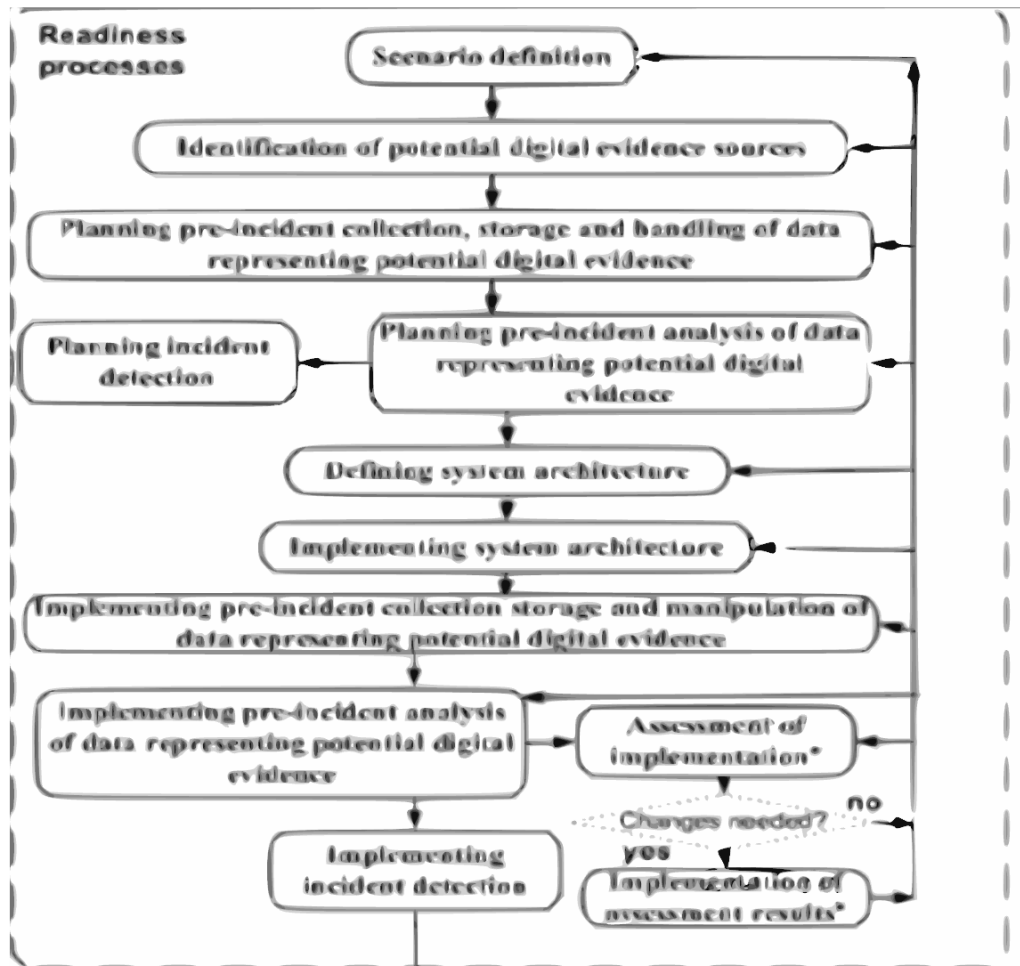 Readiness
processes
Scenario definition
Identification of potential digital evidence sources
Planning pre-incident collection, storage and handling of data
representing potential digital evidence
Planning incident
detection
Planning pre-incident analysis of data
representing potential digital
evidence
Defining system architecture
Implementing system architecture
Implementing pre-incident collection storage and manipulation of
data representing potential digital evidence
Implementing pre-incident analysis
of data representing potential digital
evidence
Assessment of
implementation*
Changes needed?
no
yes
Implementing
incident detection
Implementation of
assessment results*